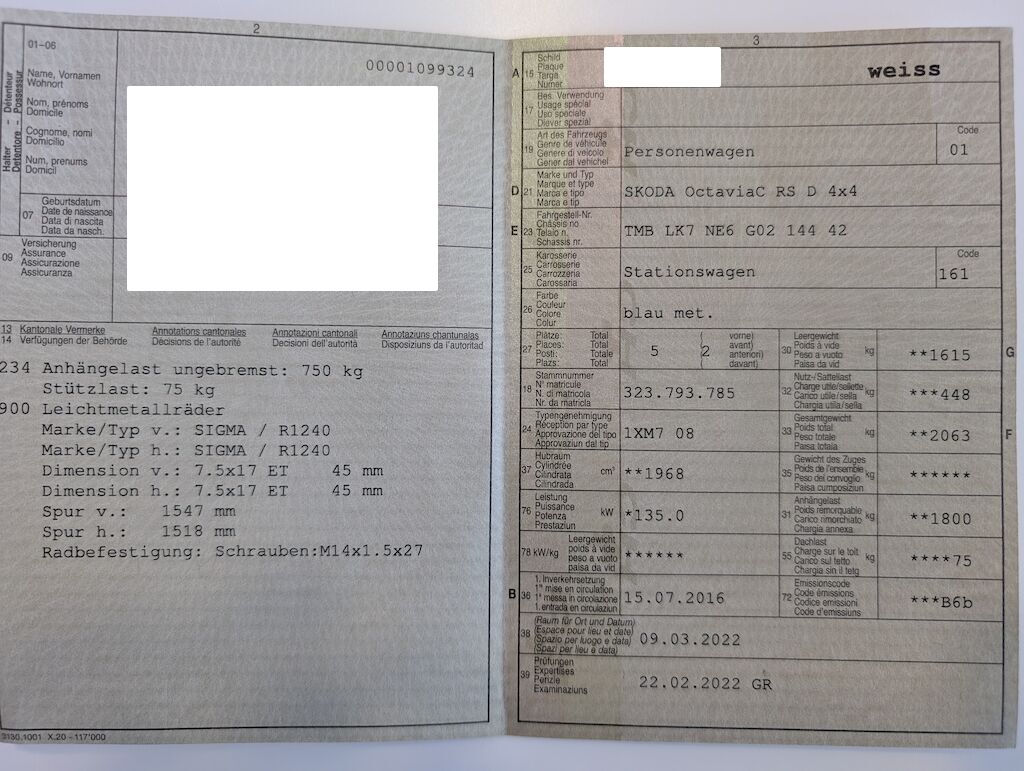 2
01-06
Halter - Détenteur
Detentore - Possessur
Name, Vornamen
Wohnort
Nom, prénoms
Domicile
Cognome, nomi
Domicilio
Num, prenums
Domicil
00001099324
07
Geburtsdatum
Date de naissance
Data di nascita
Data da nasch.
09
Versicherung
Assurance
Assicurazione
Assicuranza
13 Kantonale Vermerke Annotations cantonales Annotazioni cantonali Annotaziuns chantunalas
14 Verfügungen der Behörde Décisions de l'autorité Decisioni dell'autorità Disposiziuns da l'autoritad
234 Anhängelast ungebremst: 750 kg
Stützlast: 75 kg
900 Leichtmetallräder
Marke/Typ v.: SIGMA / R1240
Marke/Typ h.: SIGMA / R1240
Dimension v.: 7.5x17 ET 45 mm
Dimension h.: 7.5x17 ET 45 mm
Spur v.: 1547 mm
Spur h.: 1518 mm
Radbefestigung: Schrauben:M14x1.5x27
3130.1001 X.20 - 117'000
3
A 15
Schild
Plaque
Targa
Numer
weiss
17
Bes. Verwendung
Usage spécial
Uso speciale
Diever spezial
19
Art des Fahrzeugs
Genre de véhicule
Genere di veicolo
Gener dal vehichel
Personenwagen
Code
01
D 21
Marke und Typ
Marque et type
Marca e tipo
Marca e tip
SKODA OctaviaC RS D 4x4
E 23
Fahrgestell-Nr.
Châssis no
Telaio n.
Schassis nr.
TMB LK7 NE6 G02 144 42
25
Karosserie
Carrosserie
Carrozzeria
Carossaria
Stationswagen
Code
161
26
Farbe
Couleur
Colore
Colur
blau met.
27
Plätze: Total
Places: Total
Posti: Totale
Plazs: Total
5
(2
vorne)
avant)
anteriori)
davant)
30
Leergewicht
Poids à vide
Peso a vuoto
Paisa da vid
kg
**1615
G
18
Stammnummer
N° matricule
N. di matricola
Nr. da matricla
323.793.785
32
Nutz-/Sattellast
Charge utile/sellette
Carico utile/sella
Chargia utila/sella
kg
***448
24
Typengenehmigung
Réception par type
Approvazione del tipo
Approvaziun dal tip
1XM7 08
33
Gesamtgewicht
Poids total
Peso totale
Paisa totala
kg
**2063
F
37
Hubraum
Cylindrée
Cilindrata
Cilindrada
cm³
**1968
35
Gewicht des Zuges
Poids de l'ensemble
Peso del convoglio
Paisa cumposiziun
kg
******
76
Leistung
Puissance
Potenza
Prestaziun
kW
*135.0
31
Anhängelast
Poids remorquable
Carico rimorchiato
Chargia annexa
kg
**1800
78 kW/kg
Leergewicht
poids à vide
peso a vuoto
paisa da vid
******
55
Dachlast
Charge sur le toit
Carico sul tetto
Chargia sin il tetg
kg
****75
B 36
1. Inverkehrsetzung
1re mise en circulation
1a messa in circolazione
1. entrada en circulaziun
15.07.2016
72
Emissionscode
Code émissions
Codice emissioni
Code d'emissiuns
***B6b
38
(Raum für Ort und Datum)
(Espace pour lieu et date)
(Spazio per luogo e data)
(Spazi per lieu e data)
09.03.2022
39
Prüfungen
Expertises
Perizie
Examinaziuns
22.02.2022 GR